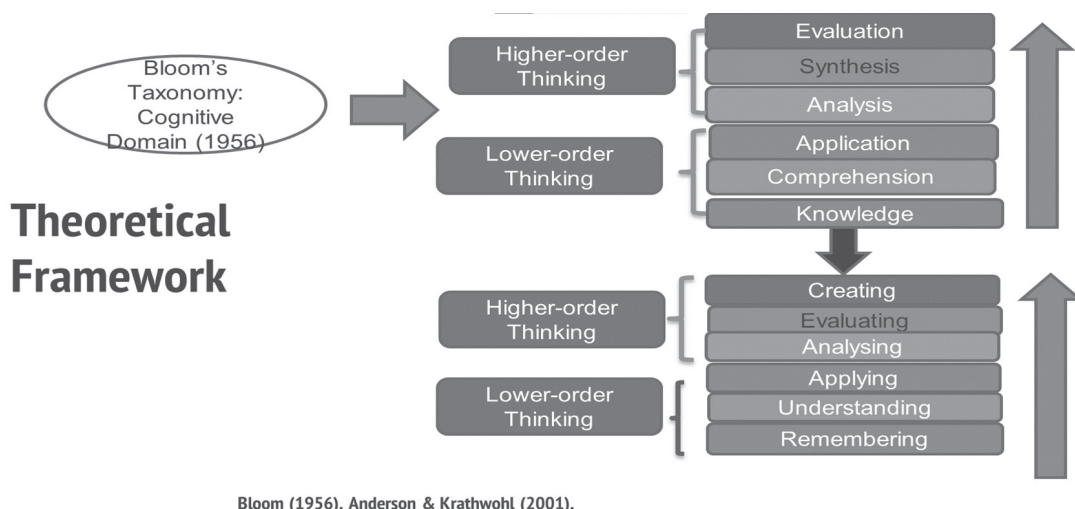 Bloom's
Taxonomy:
Cognitive
Domain (1956)
Higher-order
Thinking
Evaluation
Synthesis
Analysis
Lower-order
Thinking
Application
Comprehension
Knowledge
Theoretical
Framework
Higher-order
Thinking
Creating
Evaluating
Analysing
Lower-order
Thinking
Applying
Understanding
Remembering
Bloom (1956), Anderson & Krathwohl (2001).